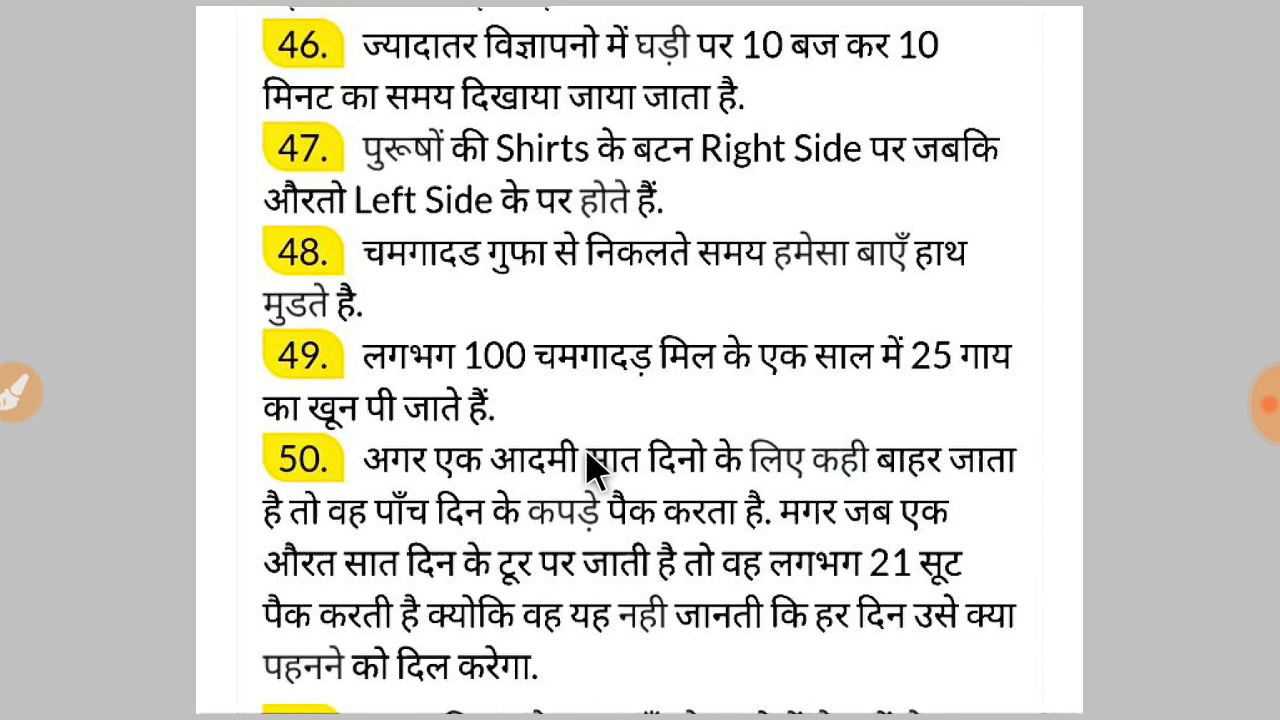 46. ज्यादातर विज्ञापनो में घड़ी पर 10 बज कर 10
मिनट का समय दिखाया जाया जाता है.
47. पुरूषों की Shirts के बटन Right Side पर जबकि
औरतो Left Side के पर होते हैं.
48. चमगादड गुफा से निकलते समय हमेसा बाएँ हाथ
मुडते है.
49. लगभग 100 चमगादड़ मिल के एक साल में 25 गाय
का खून पी जाते हैं.
50. अगर एक आदमी सात दिनो के लिए कही बाहर जाता
है तो वह पाँच दिन के कपड़े पैक करता है. मगर जब एक
औरत सात दिन के टूर पर जाती है तो वह लगभग 21 सूट
पैक करती है क्योकि वह यह नही जानती कि हर दिन उसे क्या
पहनने को दिल करेगा.